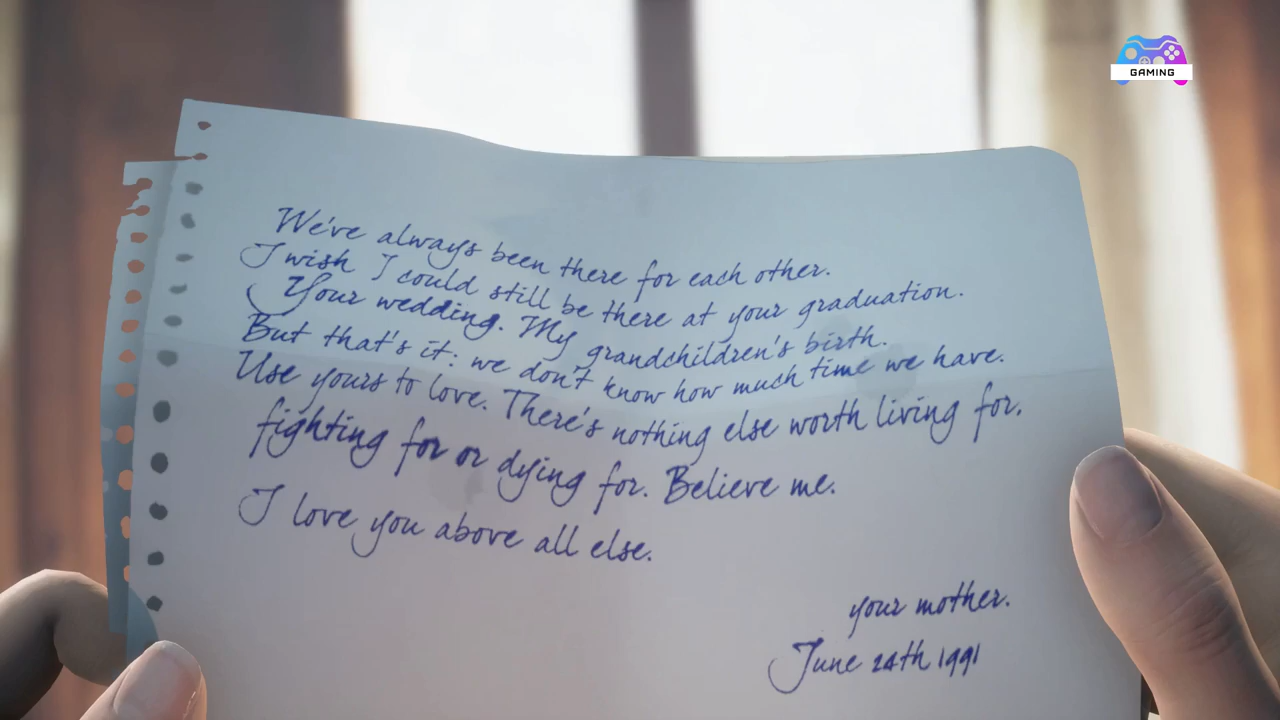 GAMING
We've always been there for each other.
I wish I could still be there at your graduation.
Your wedding. My grandchildren's birth.
But that's it: we don't know how much time we have.
Use yours to love. There's nothing else worth living for,
fighting for or dying for. Believe me.
I love you above all else.
your mother.
June 24th 1991